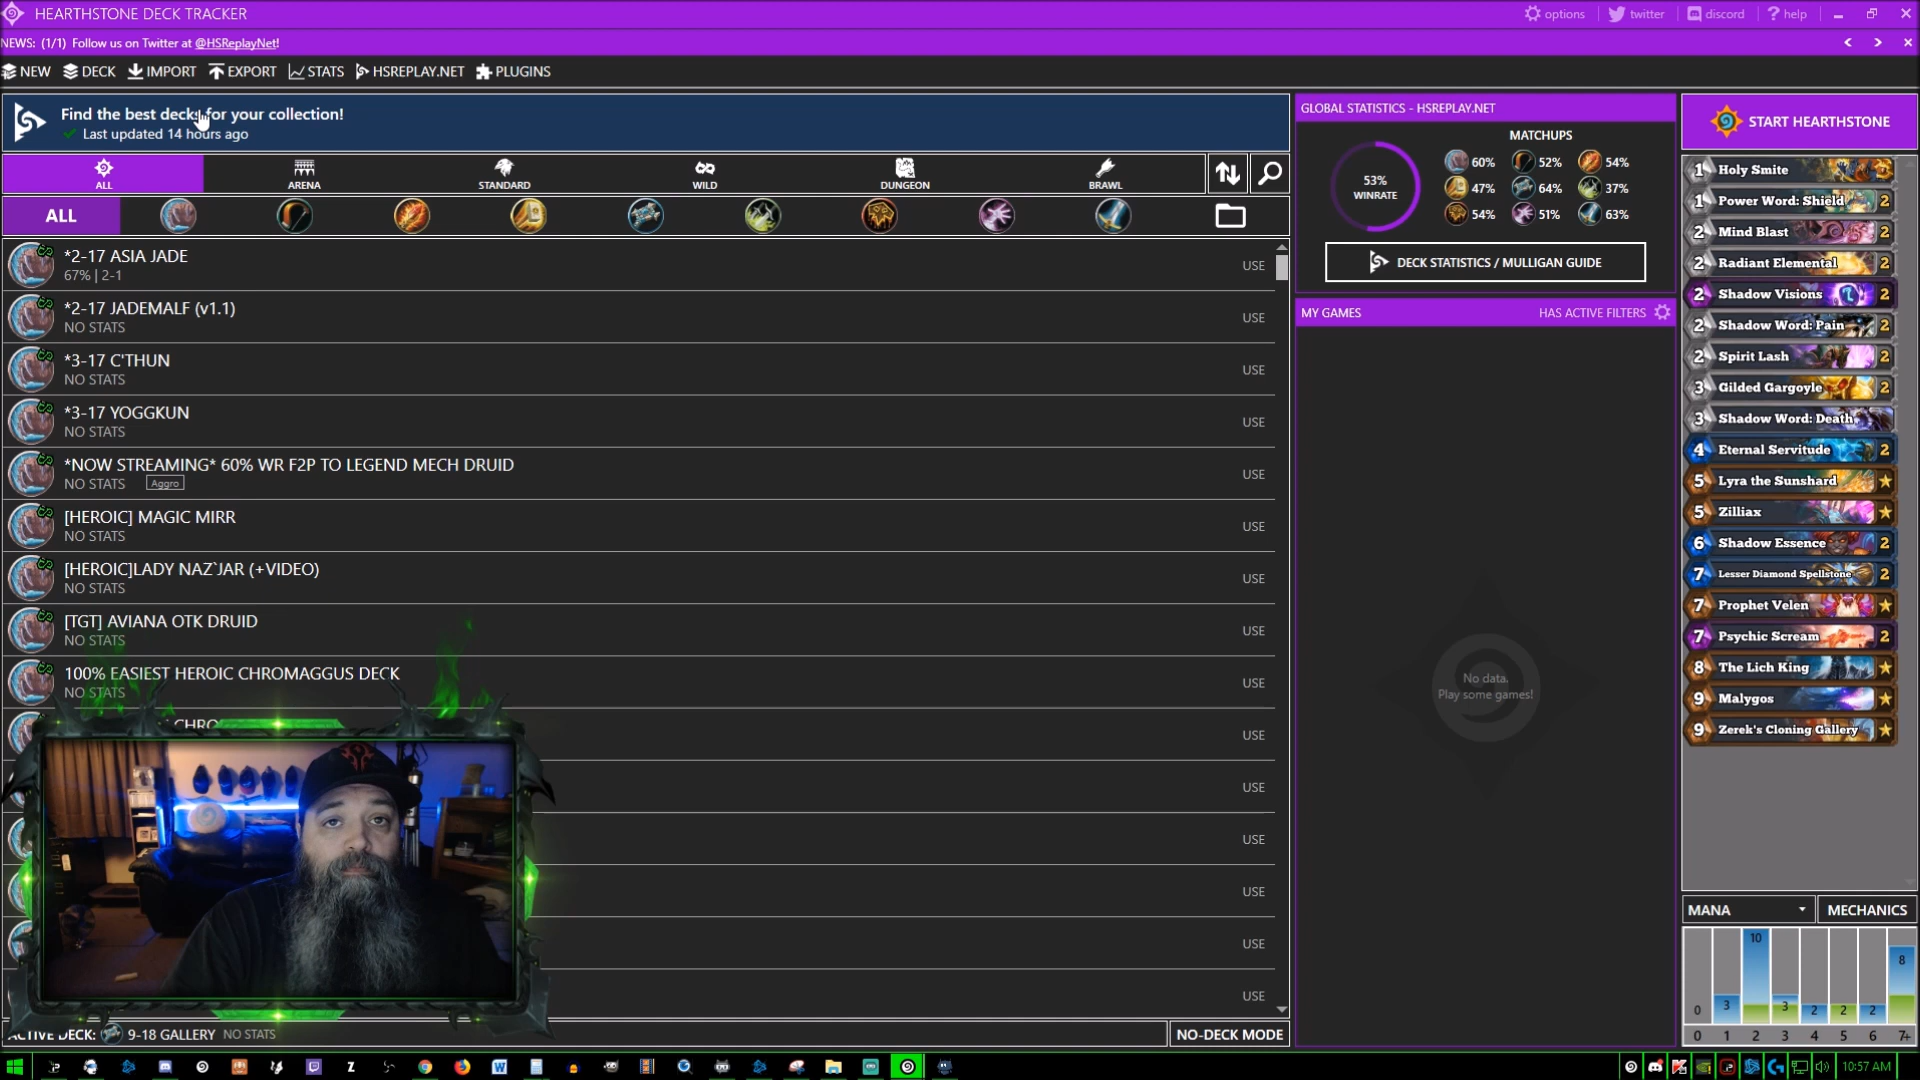 HEARTHSTONE DECK TRACKER
options twitter discord help
NEWS: (1/1) Follow us on Twitter at @HSReplayNet!
NEW DECK IMPORT EXPORT STATS HSREPLAY.NET PLUGINS
Find the best decks for your collection!
Last updated 14 hours ago
ALL ARENA STANDARD WILD DUNGEON BRAWL
ALL
*2-17 ASIA JADE
67% | 2-1
USE
*2-17 JADEMALF (v1.1)
NO STATS
USE
*3-17 C'THUN
NO STATS
USE
*3-17 YOGGKUN
NO STATS
USE
*NOW STREAMING* 60% WR F2P TO LEGEND MECH DRUID
NO STATS Aggro
USE
[HEROIC] MAGIC MIRR
NO STATS
USE
[HEROIC]LADY NAZ`JAR (+VIDEO)
NO STATS
USE
[TGT] AVIANA OTK DRUID
NO STATS
USE
100% EASIEST HEROIC CHROMAGGUS DECK
NO STATS
USE
USE
USE
USE
USE
USE
USE
ACTIVE DECK: 9-18 GALLERY NO STATS
NO-DECK MODE
GLOBAL STATISTICS - HSREPLAY.NET
53%
WINRATE
MATCHUPS
60% 52% 54%
47% 64% 37%
54% 51% 63%
DECK STATISTICS / MULLIGAN GUIDE
MY GAMES HAS ACTIVE FILTERS
No data.
Play some games!
START HEARTHSTONE
1 Holy Smite
1 Power Word: Shield 2
2 Mind Blast 2
2 Radiant Elemental 2
2 Shadow Visions 2
2 Shadow Word: Pain 2
2 Spirit Lash 2
3 Gilded Gargoyle 2
3 Shadow Word: Death
4 Eternal Servitude 2
5 Lyra the Sunshard
5 Zilliax
6 Shadow Essence 2
7 Lesser Diamond Spellstone 2
7 Prophet Velen
7 Psychic Scream 2
8 The Lich King
9 Malygos
9 Zerek's Cloning Gallery
MANA MECHANICS
0 3 10 3 2 2 2 8
0 1 2 3 4 5 6 7+
10:57 AM